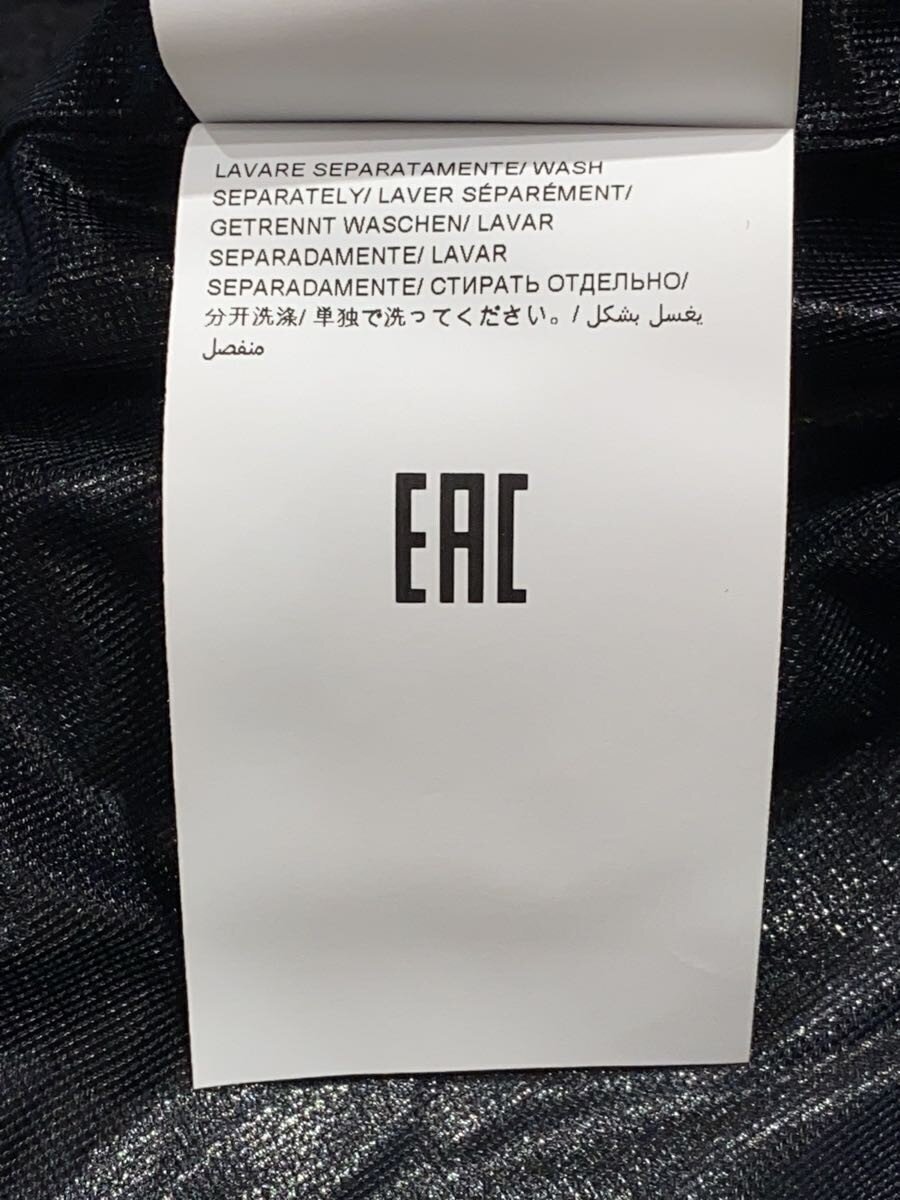 LAVARE SEPARATAMENTE/ WASH
SEPARATELY/ LAVER SÉPARÉMENT/
GETRENNT WASCHEN/ LAVAR
SEPARADAMENTE/ LAVAR
SEPARADAMENTE/ СТИРАТЬ ОТДЕЛЬНО/
分开洗涤/ 単独で洗ってください。/ يغسل بشكل
منفصل
EAC